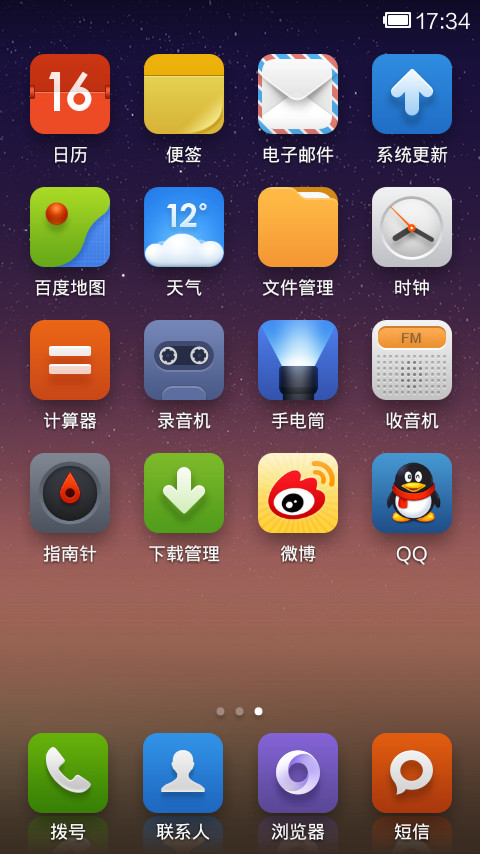 17:34
16
日历
便签
电子邮件
系统更新
12°
百度地图
天气
文件管理
时钟
FM
计算器
录音机
手电筒
收音机
指南针
下载管理
微博
QQ
拨号
联系人
浏览器
短信